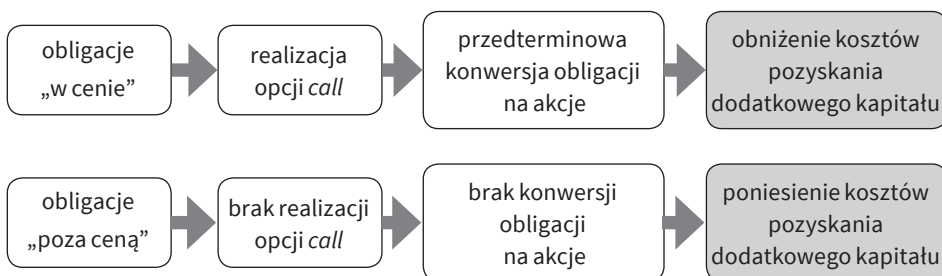 obligacje
„w cenie”
realizacja
opcji call
przedterminowa
konwersja obligacji
na akcje
obniżenie kosztów
pozyskania
dodatkowego kapitału
obligacje
„poza ceną”
brak realizacji
opcji call
brak konwersji
obligacji
na akcje
poniesienie kosztów
pozyskania
dodatkowego kapitału